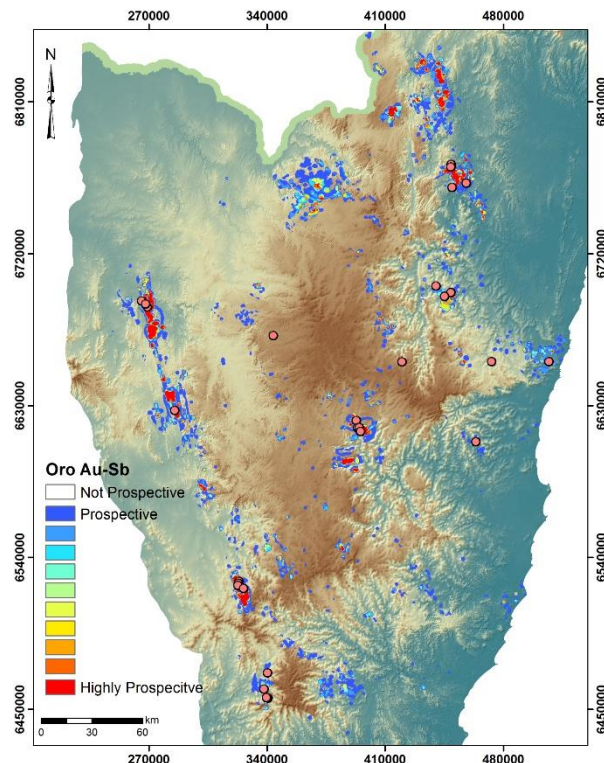 270000 340000 410000 480000
N
6810000 6810000
6720000 6720000
6630000 6630000
6540000 6540000
6450000 6450000
Oro Au-Sb
Not Prospective
Prospective
Highly Prospecitve
0 15 30 60
km
270000 340000 410000 480000